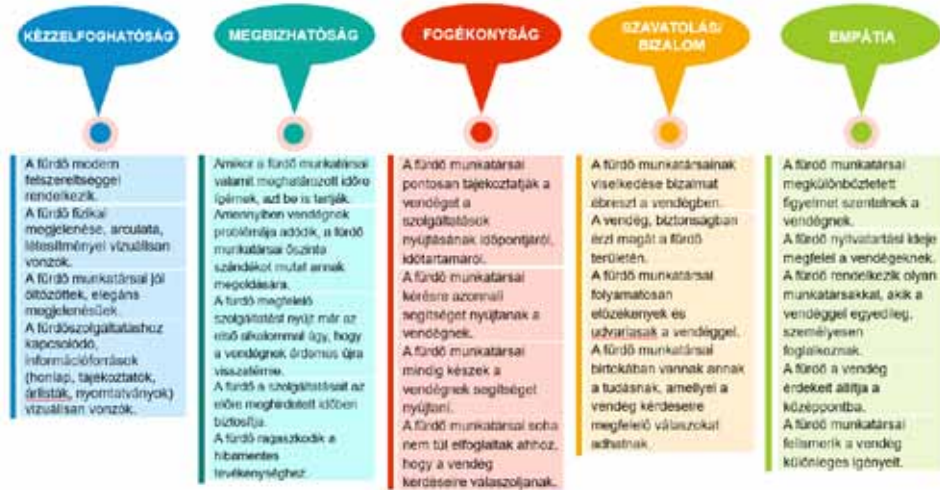 KÉZZELFOGHATÓSÁG
A fürdő modern
felszereltséggel
rendelkezik.
A fürdő fizikai
megjelenése, arculata,
létesítményei vizuálisan
vonzók.
A fürdő munkatársai jól
öltözöttek, elegáns
megjelenésűek.
A fürdőszolgáltatáshoz
kapcsolódó,
információforrások
(honlap, tájékoztatók,
árlisták, nyomtatványok)
vizuálisan vonzók.
MEGBIZHATÓSÁG
Amikor a fürdő munkatársai
valamit meghatározott időre
ígérnek, azt be is tartják.
Amennyiben vendégnek
problémája adódik, a fürdő
munkatársai őszinte
szándékot mutat annak
megoldására.
A fürdő megfelelő
szolgáltatást nyújt már az
első alkalommal úgy, hogy
a vendégnek érdemes újra
visszatérnie.
A fürdő a szolgáltatásait az
előre meghirdetett időben
biztosítja.
A fürdő ragaszkodik a
hibamentes
tevékenységhez.
FOGÉKONYSÁG
A fürdő munkatársai
pontosan tájékoztatják a
vendéget a
szolgáltatások
nyújtásának időpontjáról,
időtartamáról.
A fürdő munkatársai
kérésre azonnali
segítséget nyújtanak a
vendégnek.
A fürdő munkatársai
mindig készek a
vendégnek segítséget
nyújtani.
A fürdő munkatársai soha
nem túl elfoglaltak ahhoz,
hogy a vendég
kérdéseire válaszoljanak.
SZAVATOLÁS/
BIZALOM
A fürdő munkatársainak
viselkedése bizalmat
ébreszt a vendégben.
A vendég, biztonságban
érzi magát a fürdő
területén.
A fürdő munkatársai
folyamatosan
előzékenyek és
udvariasak a vendéggel.
A fürdő munkatársai
birtokában vannak annak
a tudásnak, amellyel a
vendég kérdéseire
megfelelő válaszokat
adhatnak.
EMPÁTIA
A fürdő munkatársai
megkülönböztetett
figyelmet szentelnek a
vendégnek.
A fürdő nyitvatartási ideje
megfelel a vendégeknek.
A fürdő rendelkezik olyan
munkatársakkal, akik a
vendéggel egyedileg,
személyesen
foglalkoznak.
A fürdő a vendég
érdekeit állítja a
középpontba.
A fürdő munkatársai
felismerik a vendég
különleges igényeit.